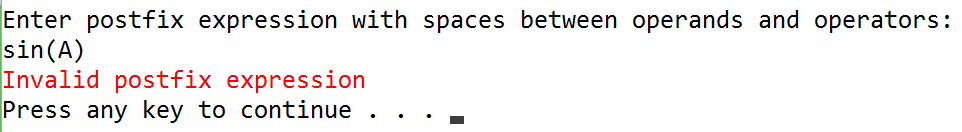 Enter postfix expression with spaces between operands and operators:
sin(A)
Invalid postfix expression
Press any key to continue . . .